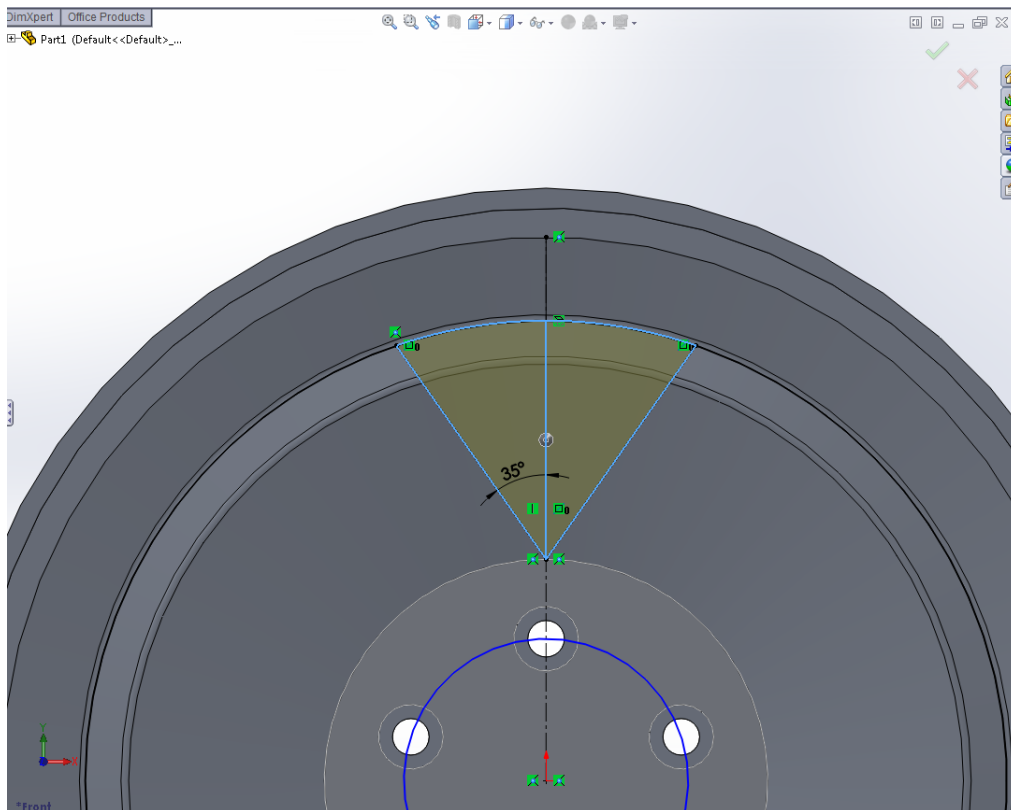 DimXpert Office Products
Part1 (Default<<Default>_...
35°
Y
X
*Front